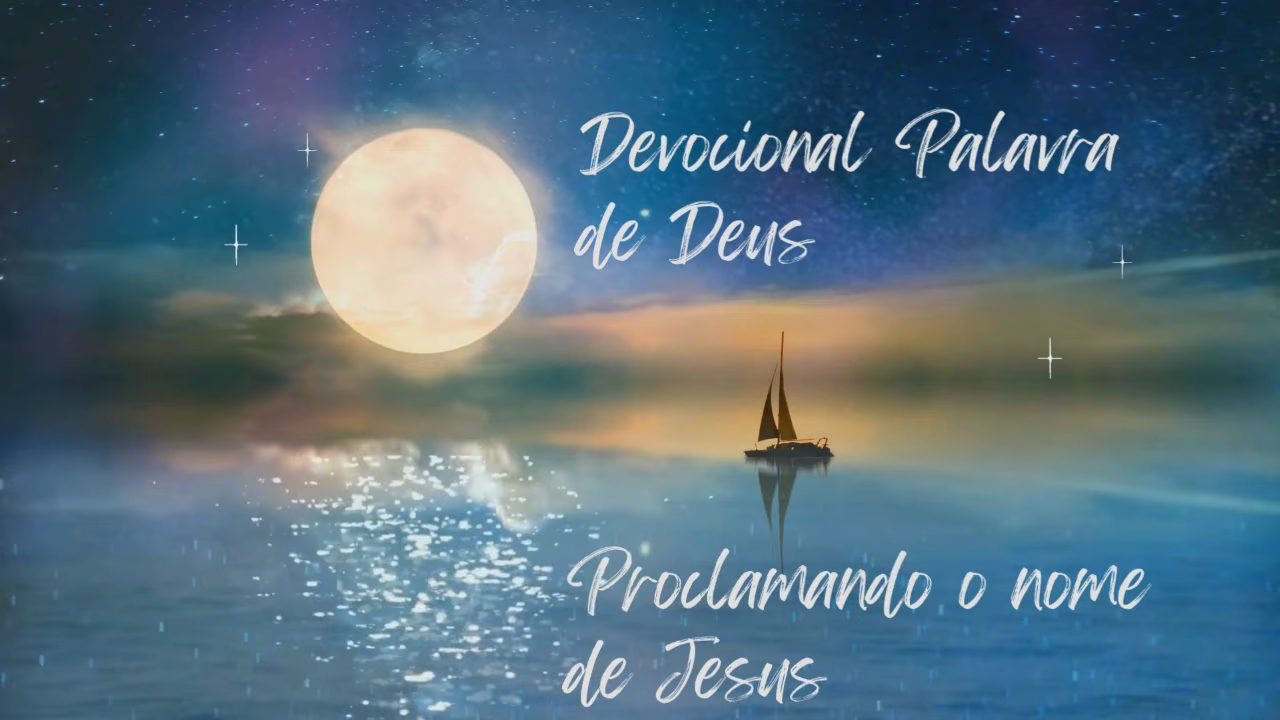 Devocional Palavra
de Deus
Proclamando o nome
de Jesus